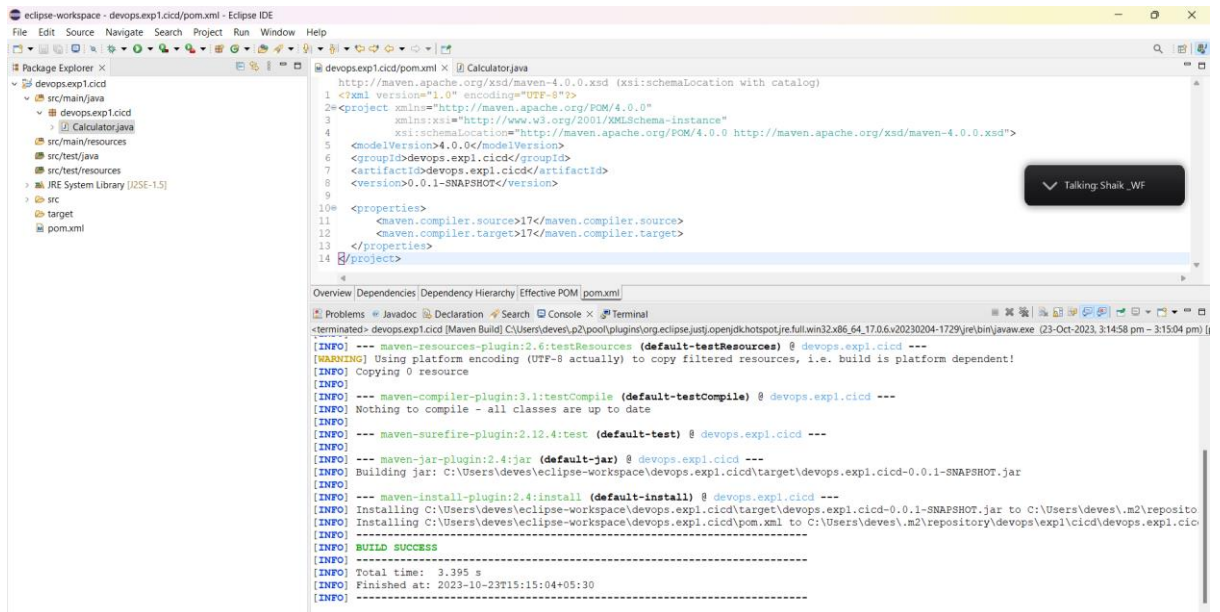 eclipse-workspace - devops.exp1.cicd/pom.xml - Eclipse IDE
File Edit Source Navigate Search Project Run Window Help
Package Explorer
devops.exp1.cicd
src/main/java
devops.exp1.cicd
Calculator.java
src/main/resources
src/test/java
src/test/resources
JRE System Library [J2SE-1.5]
src
target
pom.xml
devops.exp1.cicd/pom.xml Calculator.java
http://maven.apache.org/xsd/maven-4.0.0.xsd (xsi:schemaLocation with catalog)
1 <?xml version="1.0" encoding="UTF-8"?>
2 <project xmlns="http://maven.apache.org/POM/4.0.0"
3 xmlns:xsi="http://www.w3.org/2001/XMLSchema-instance"
4 xsi:schemaLocation="http://maven.apache.org/POM/4.0.0 http://maven.apache.org/xsd/maven-4.0.0.xsd">
5 <modelVersion>4.0.0</modelVersion>
6 <groupId>devops.exp1.cicd</groupId>
7 <artifactId>devops.exp1.cicd</artifactId>
8 <version>0.0.1-SNAPSHOT</version>
9
10 <properties>
11 <maven.compiler.source>17</maven.compiler.source>
12 <maven.compiler.target>17</maven.compiler.target>
13 </properties>
14 </project>
Talking: Shaik _WF
Overview Dependencies Dependency Hierarchy Effective POM pom.xml
Problems Javadoc Declaration Search Console Terminal
<terminated> devops.exp1.cicd [Maven Build] C:\Users\deves\.p2\pool\plugins\org.eclipse.justj.openjdk.hotspot.jre.full.win32.x86_64_17.0.6.v20230204-1729\jre\bin\javaw.exe (23-Oct-2023, 3:14:58 pm – 3:15:04 pm) [
[INFO] --- maven-resources-plugin:2.6:testResources (default-testResources) @ devops.exp1.cicd ---
[WARNING] Using platform encoding (UTF-8 actually) to copy filtered resources, i.e. build is platform dependent!
[INFO] Copying 0 resource
[INFO]
[INFO] --- maven-compiler-plugin:3.1:testCompile (default-testCompile) @ devops.exp1.cicd ---
[INFO] Nothing to compile - all classes are up to date
[INFO]
[INFO] --- maven-surefire-plugin:2.12.4:test (default-test) @ devops.exp1.cicd ---
[INFO]
[INFO] --- maven-jar-plugin:2.4:jar (default-jar) @ devops.exp1.cicd ---
[INFO] Building jar: C:\Users\deves\eclipse-workspace\devops.exp1.cicd\target\devops.exp1.cicd-0.0.1-SNAPSHOT.jar
[INFO]
[INFO] --- maven-install-plugin:2.4:install (default-install) @ devops.exp1.cicd ---
[INFO] Installing C:\Users\deves\eclipse-workspace\devops.exp1.cicd\target\devops.exp1.cicd-0.0.1-SNAPSHOT.jar to C:\Users\deves\.m2\reposito
[INFO] Installing C:\Users\deves\eclipse-workspace\devops.exp1.cicd\pom.xml to C:\Users\deves\.m2\repository\devops\exp1\cicd\devops.exp1.cic
[INFO] ------------------------------------------------------------------------
[INFO] BUILD SUCCESS
[INFO] ------------------------------------------------------------------------
[INFO] Total time: 3.395 s
[INFO] Finished at: 2023-10-23T15:15:04+05:30
[INFO] ------------------------------------------------------------------------